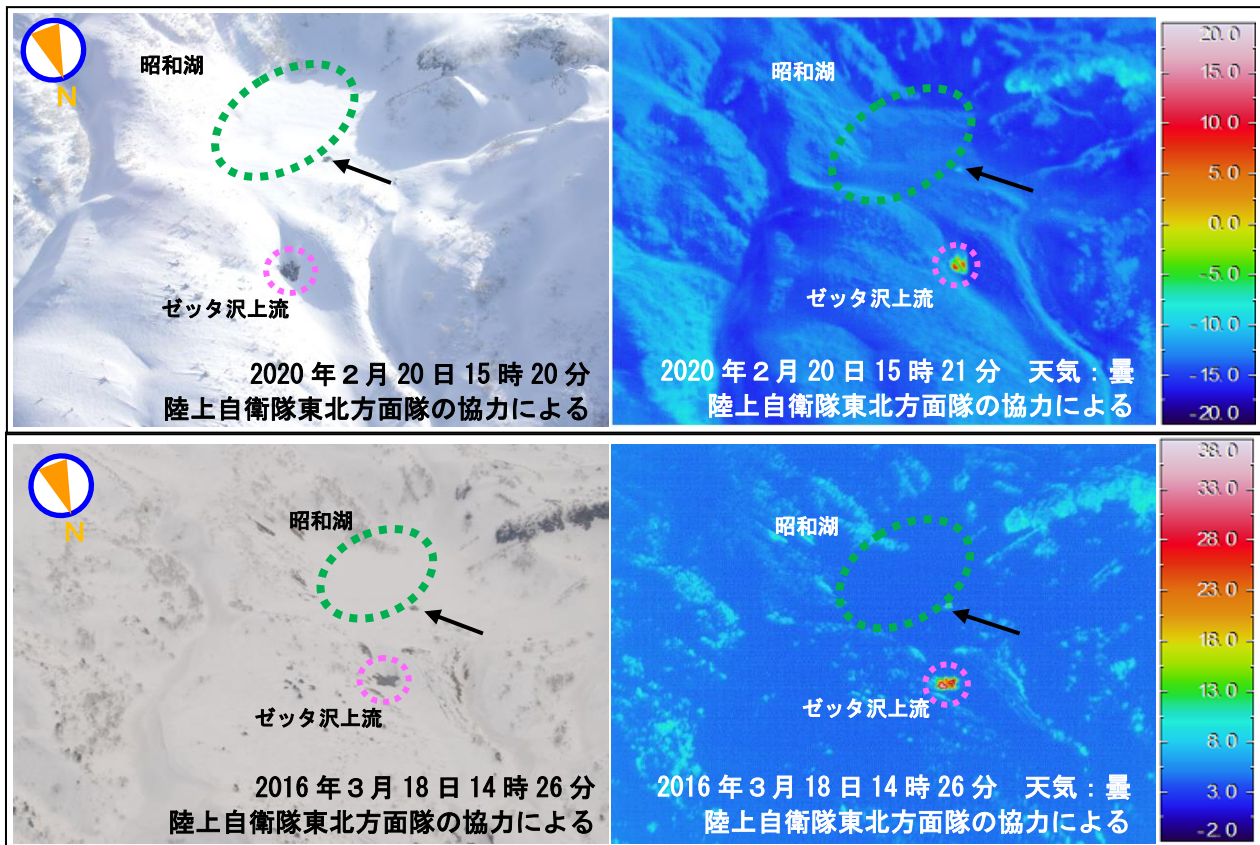 N
昭和湖
ゼッタ沢上流
2020年2月20日15時20分
陸上自衛隊東北方面隊の協力による
昭和湖
ゼッタ沢上流
2020年2月20日15時21分 天気：曇
陸上自衛隊東北方面隊の協力による
20.0
15.0
10.0
5.0
0.0
-5.0
-10.0
-15.0
-20.0
N
昭和湖
ゼッタ沢上流
2016年3月18日14時26分
陸上自衛隊東北方面隊の協力による
昭和湖
ゼッタ沢上流
2016年3月18日14時26分 天気：曇
陸上自衛隊東北方面隊の協力による
38.0
33.0
28.0
23.0
18.0
13.0
8.0
3.0
-2.0